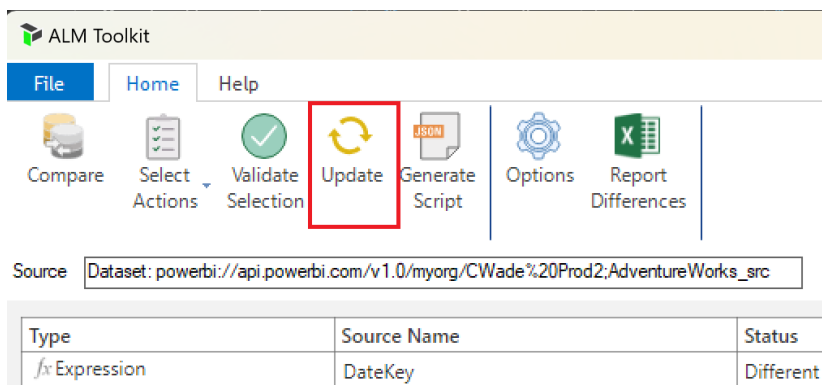 ALM Toolkit
File Home Help
Compare Select Actions Validate Selection Update JSON Generate Script Options X Report Differences
Source Dataset: powerbi://api.powerbi.com/v1.0/myorg/CWade%20Prod2;AdventureWorks_src
Type Source Name Status
fx Expression DateKey Different